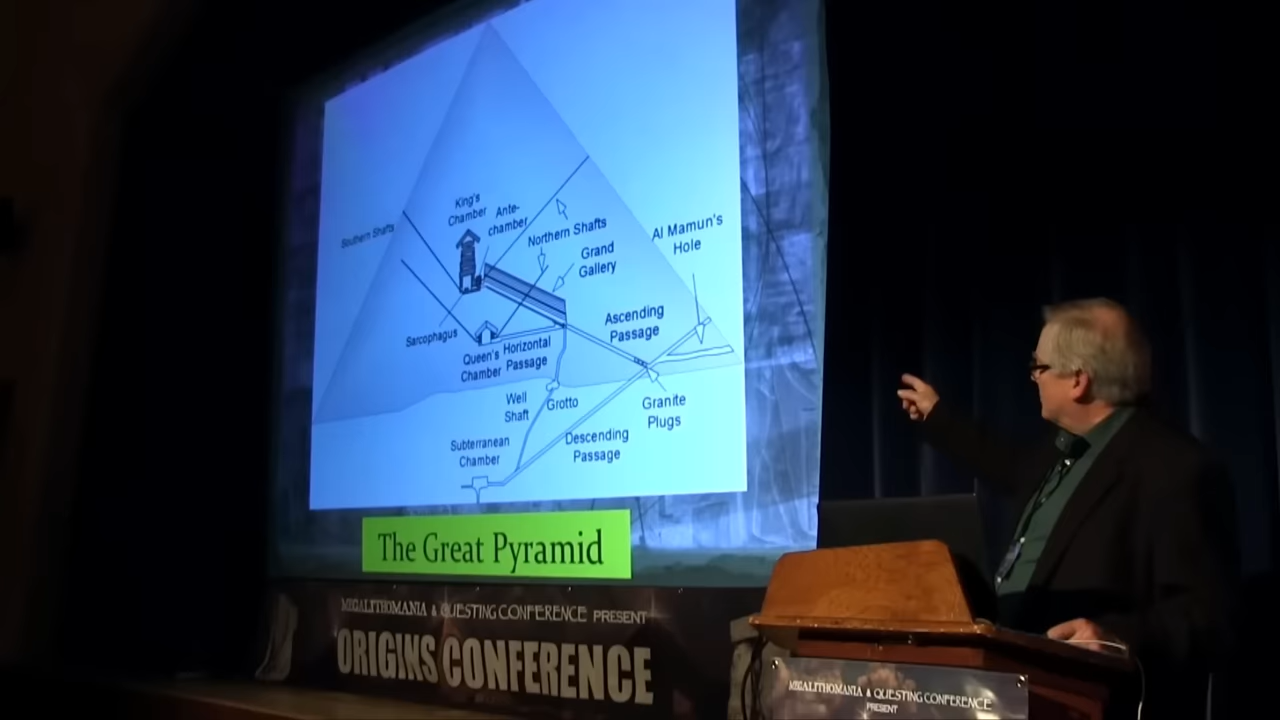 King's
Chamber
Ante-
chamber
Southern Shafts
Northern Shafts
Grand
Gallery
Al Mamun's
Hole
Sarcophagus
Ascending
Passage
Queen's
Chamber
Horizontal
Passage
Well
Shaft
Grotto
Granite
Plugs
Subterranean
Chamber
Descending
Passage
The Great Pyramid
MEGALITHOMANIA & QUESTING CONFERENCE PRESENT
ORIGINS CONFERENCE
MEGALITHOMANIA & QUESTING CONFERENCE
PRESENT